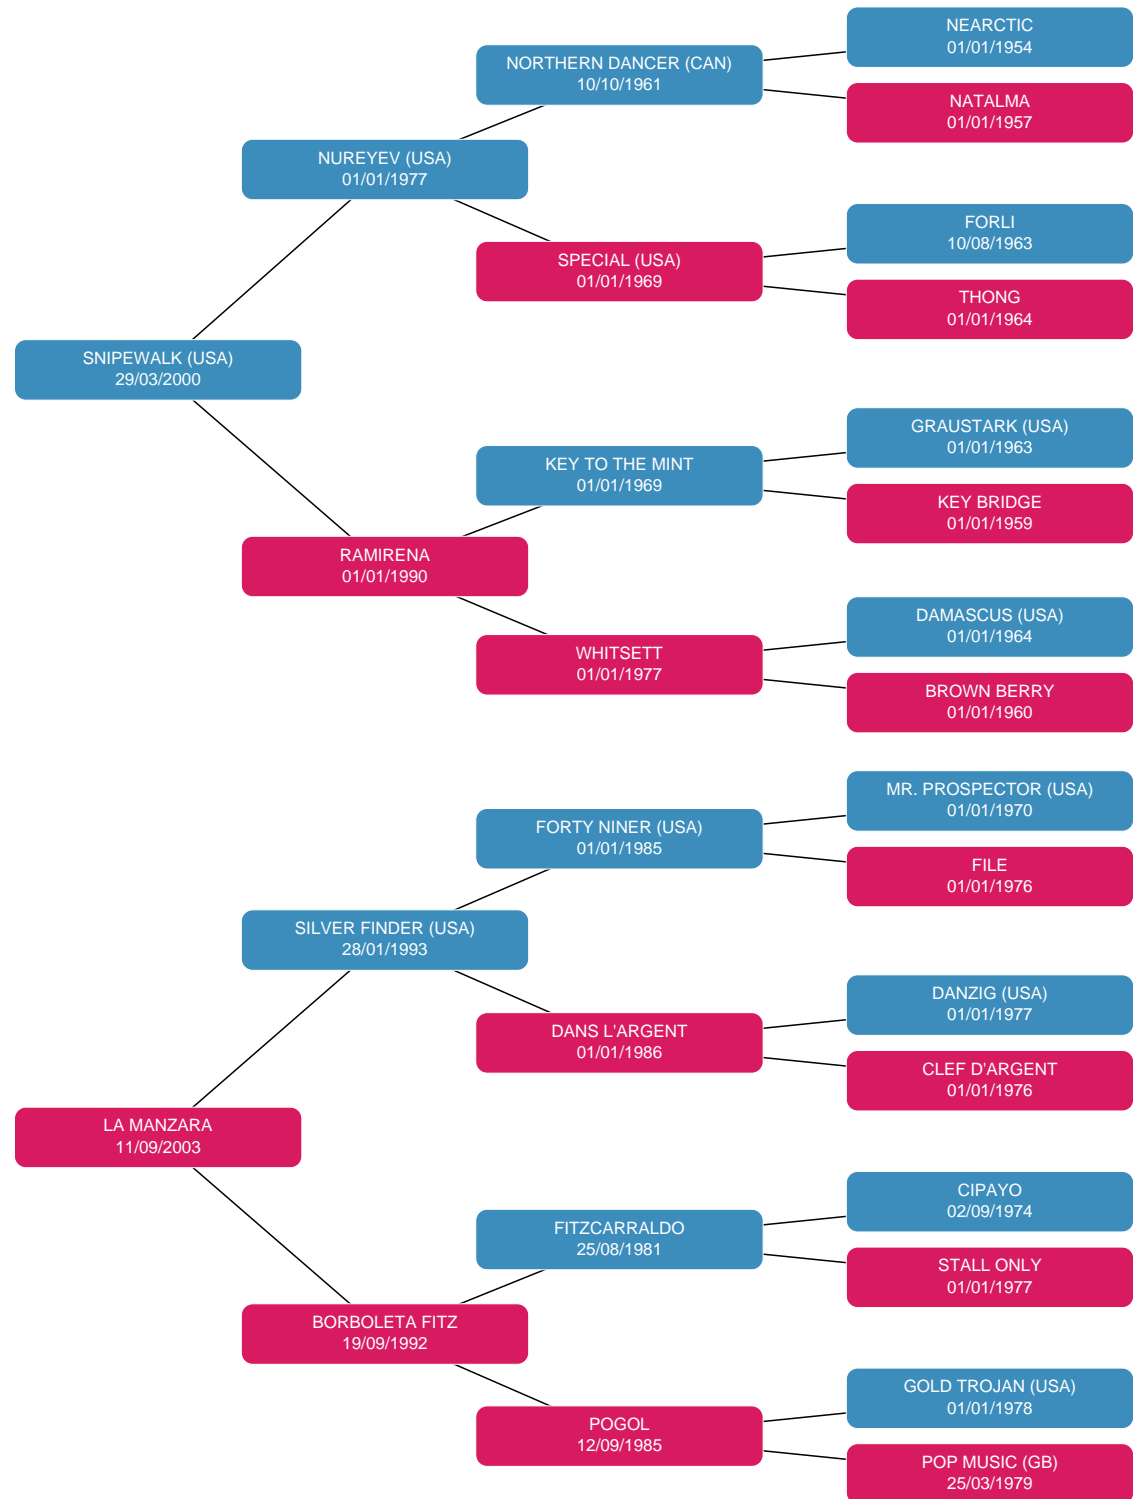 NEARCTIC
01/01/1954
NORTHERN DANCER (CAN)
10/10/1961
NATALMA
01/01/1957
NUREYEV (USA)
01/01/1977
FORLI
10/08/1963
SPECIAL (USA)
01/01/1969
THONG
01/01/1964
SNIPEWALK (USA)
29/03/2000
GRAUSTARK (USA)
01/01/1963
KEY TO THE MINT
01/01/1969
KEY BRIDGE
01/01/1959
RAMIRENA
01/01/1990
DAMASCUS (USA)
01/01/1964
WHITSETT
01/01/1977
BROWN BERRY
01/01/1960
MR. PROSPECTOR (USA)
01/01/1970
FORTY NINER (USA)
01/01/1985
FILE
01/01/1976
SILVER FINDER (USA)
28/01/1993
DANZIG (USA)
01/01/1977
DANS L'ARGENT
01/01/1986
CLEF D'ARGENT
01/01/1976
LA MANZARA
11/09/2003
CIPAYO
02/09/1974
FITZCARRALDO
25/08/1981
STALL ONLY
01/01/1977
BORBOLETA FITZ
19/09/1992
GOLD TROJAN (USA)
01/01/1978
POGOL
12/09/1985
POP MUSIC (GB)
25/03/1979